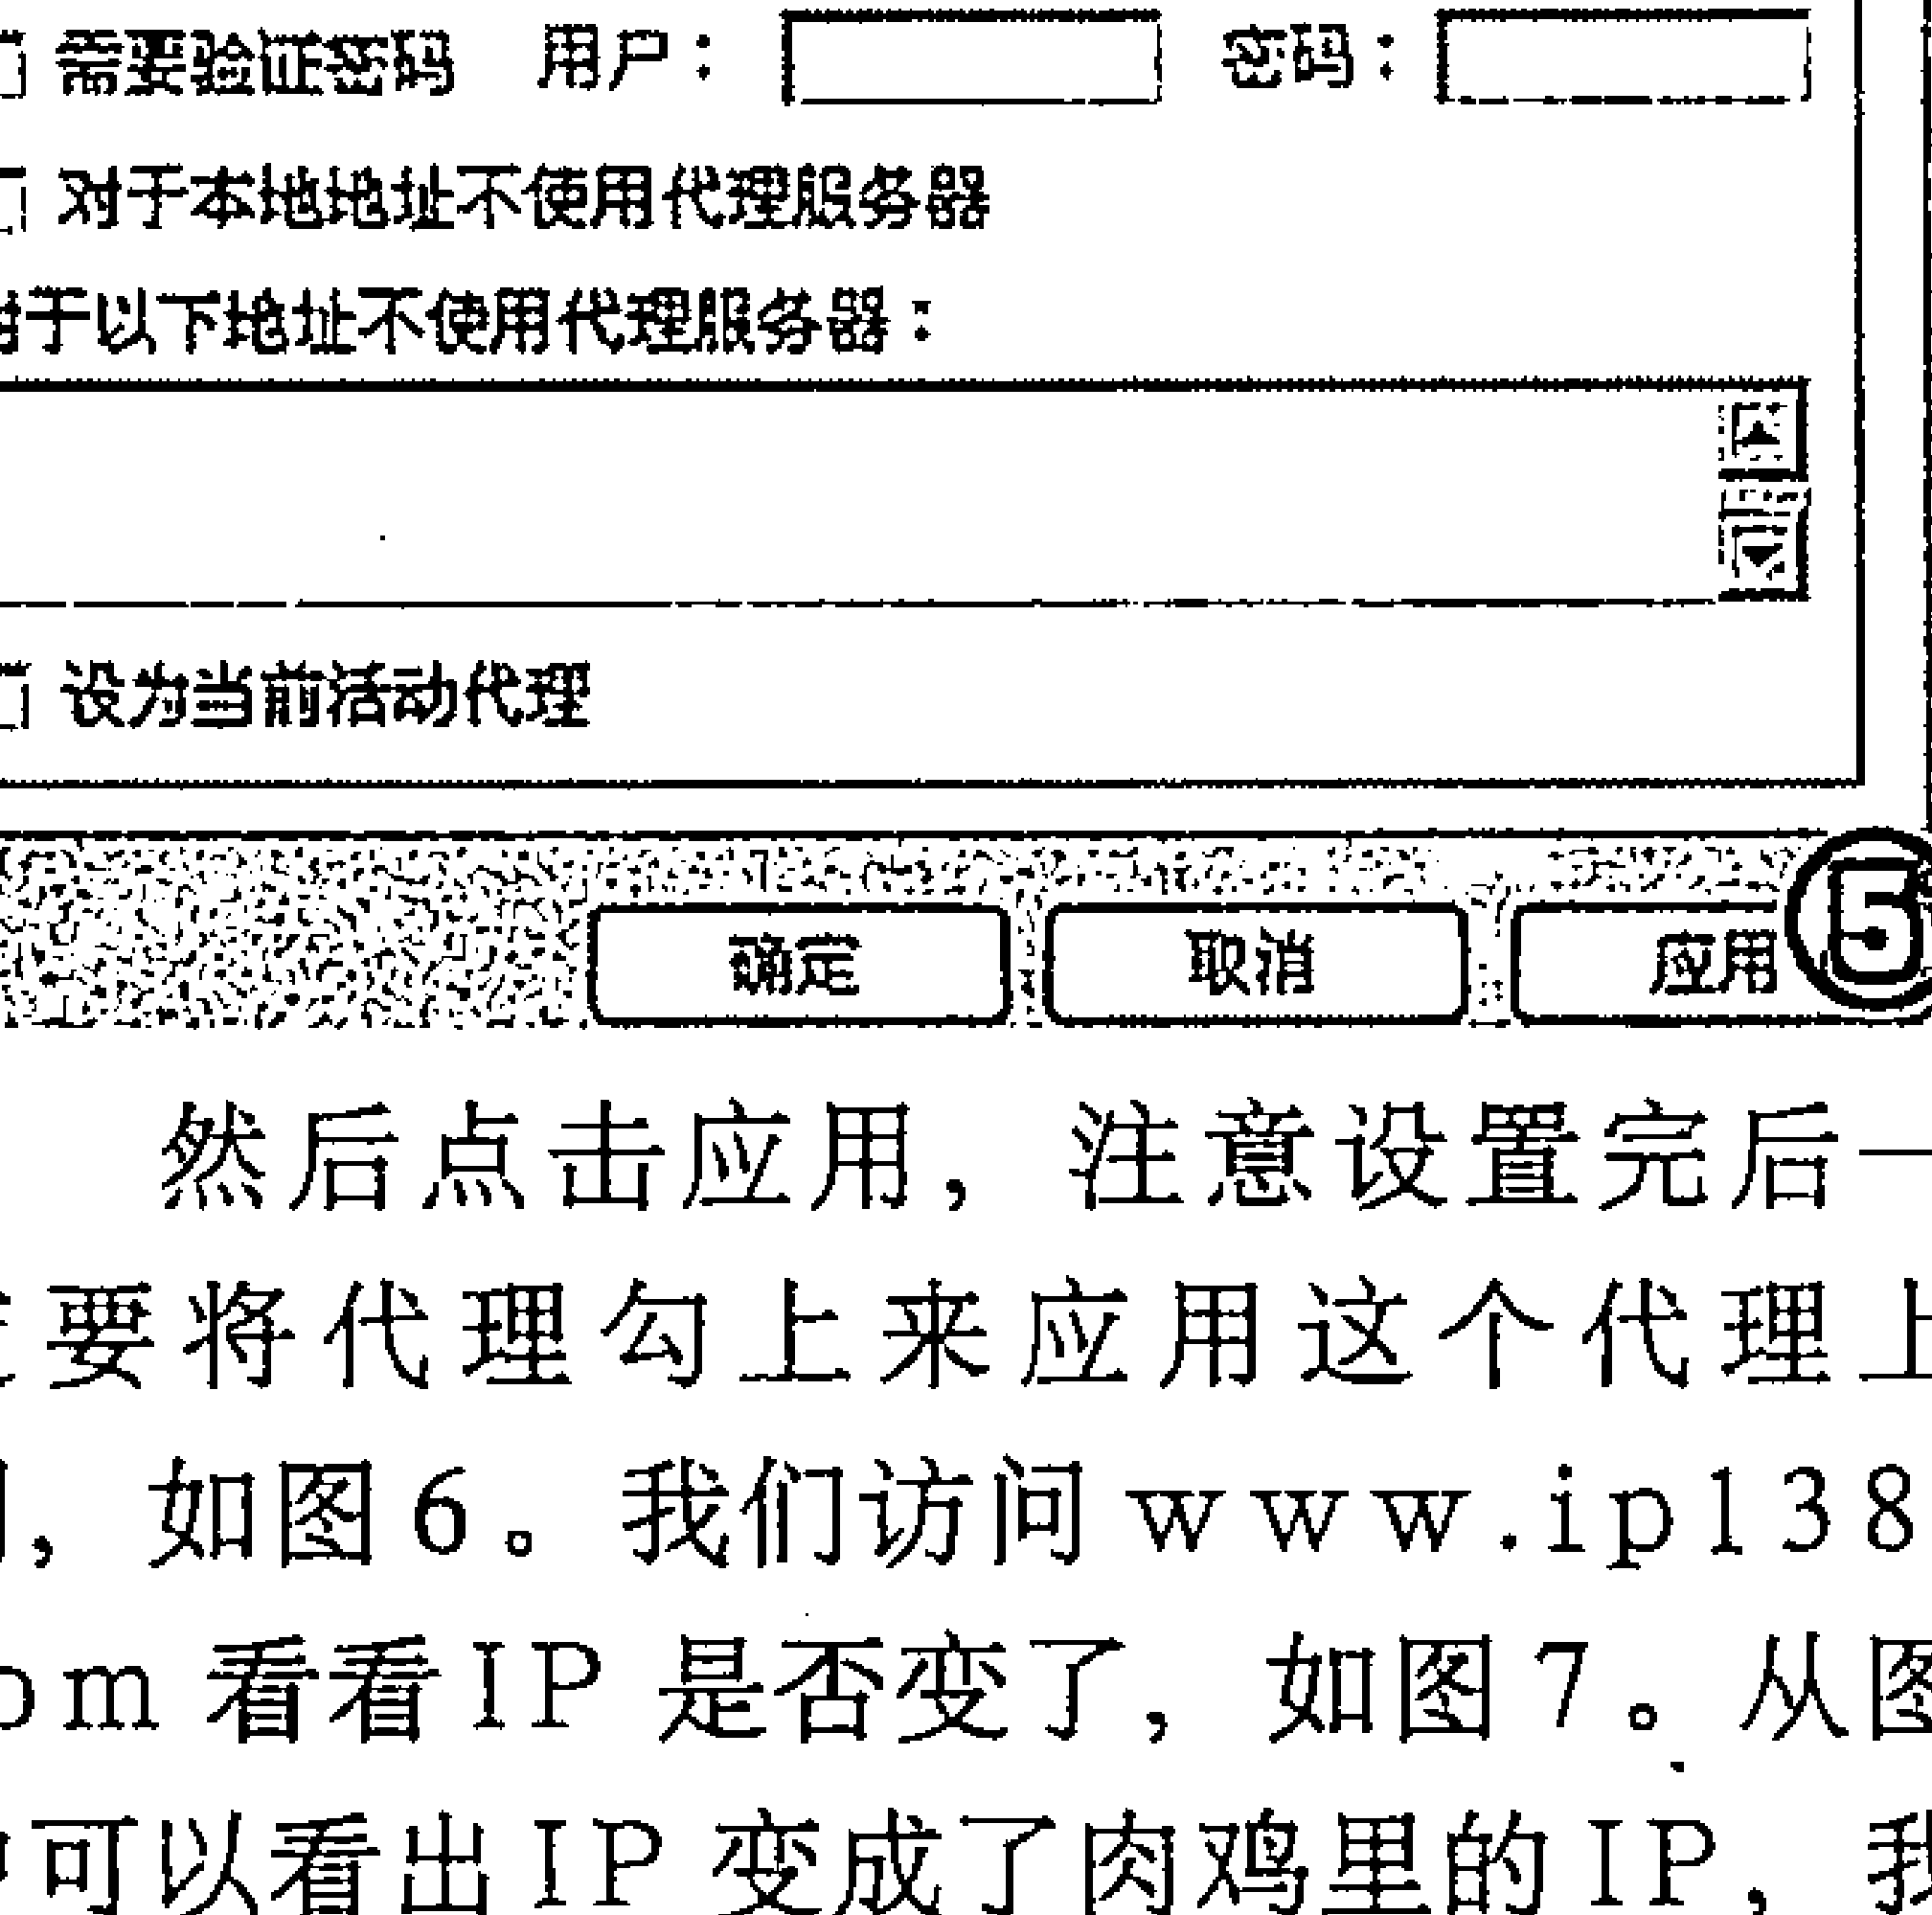 需要验证密码 用户： 密码：
对于本地地址不使用代理服务器
对于以下地址不使用代理服务器：
设为当前活动代理
确定 取消 应用 5
然后点击应用，注意设置完后一
定要将代理勾上来应用这个代理上
，如图6。我们访问www.ip138
om看看IP是否变了，如图7。从图
可以看出IP变成了肉鸡里的IP，我